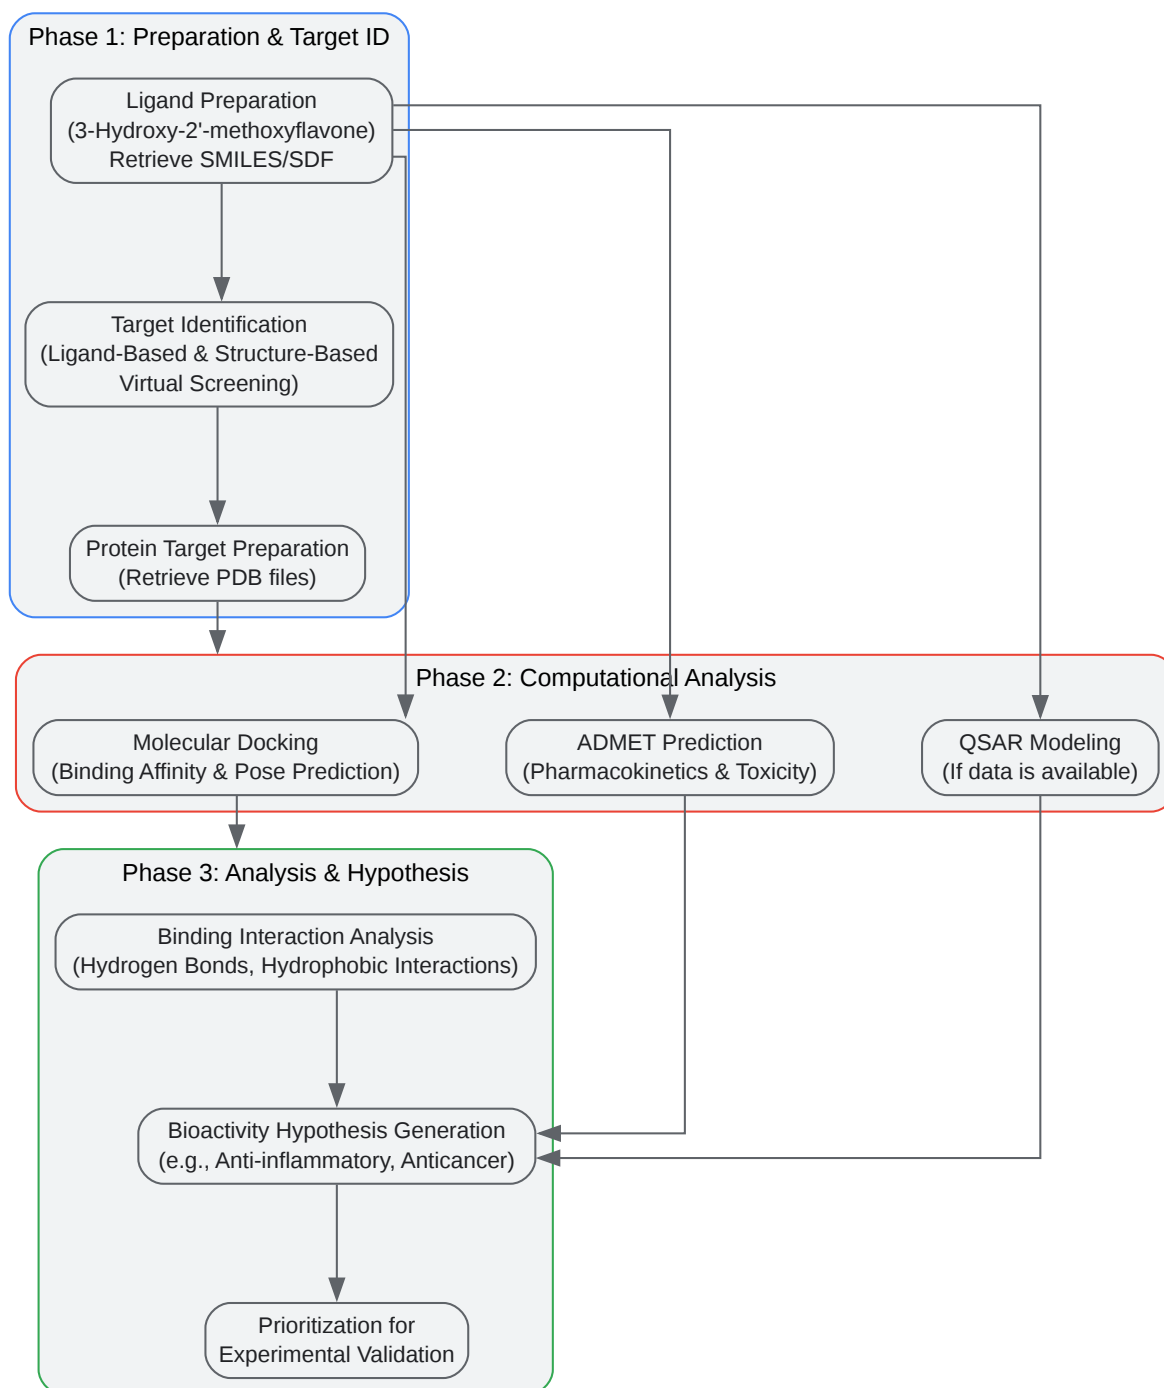 Phase 1: Preparation & Target ID
Ligand Preparation
(3-Hydroxy-2'-methoxyflavone)
Retrieve SMILES/SDF
Target Identification
(Ligand-Based & Structure-Based
Virtual Screening)
Protein Target Preparation
(Retrieve PDB files)
Phase 2: Computational Analysis
Molecular Docking
(Binding Affinity & Pose Prediction)
ADMET Prediction
(Pharmacokinetics & Toxicity)
QSAR Modeling
(If data is available)
Phase 3: Analysis & Hypothesis
Binding Interaction Analysis
(Hydrogen Bonds, Hydrophobic Interactions)
Bioactivity Hypothesis Generation
(e.g., Anti-inflammatory, Anticancer)
Prioritization for
Experimental Validation